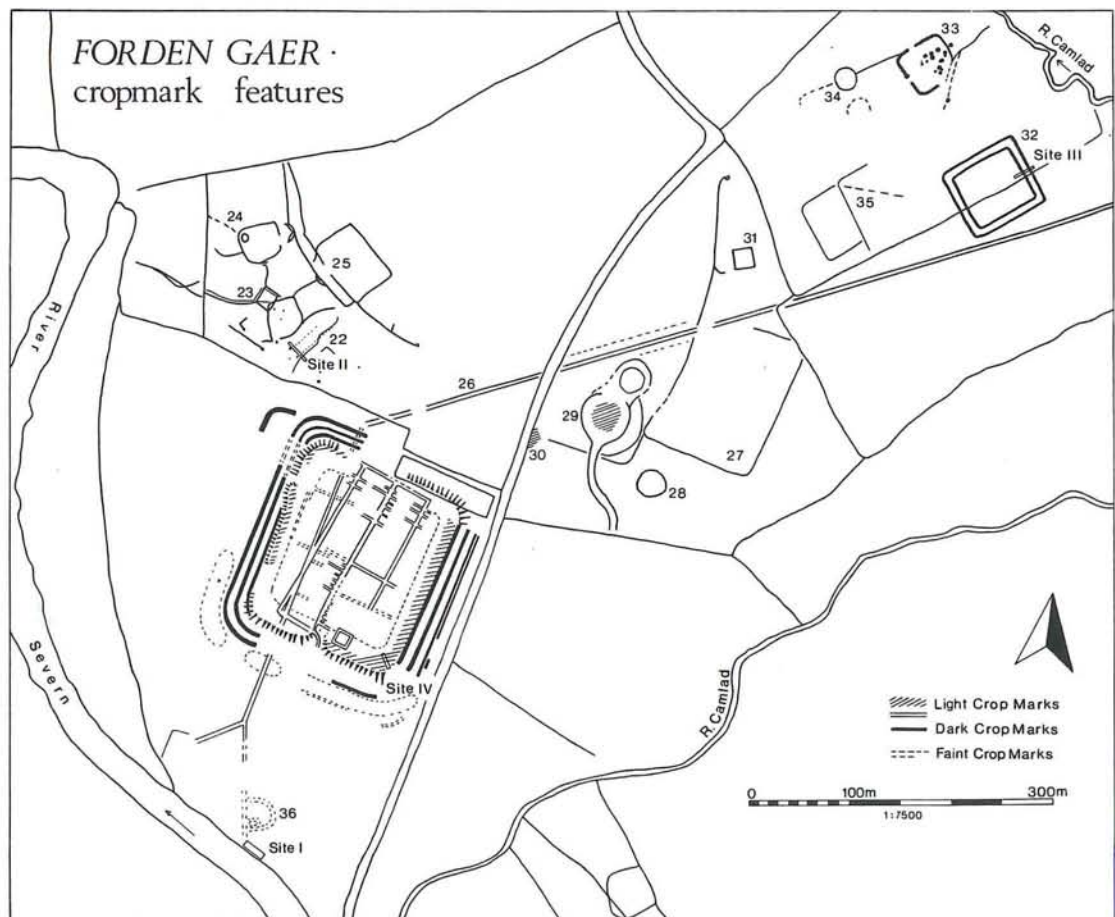 FORDEN GAER ·
cropmark features
R. Camlad
33
34
32
Site III
35
24
31
25
23
22
Site II
River
26
29
30
27
28
Severn
Site IV
R. Camlad
Light Crop Marks
Dark Crop Marks
Faint Crop Marks
0 100m 300m
1:7500
36
Site I